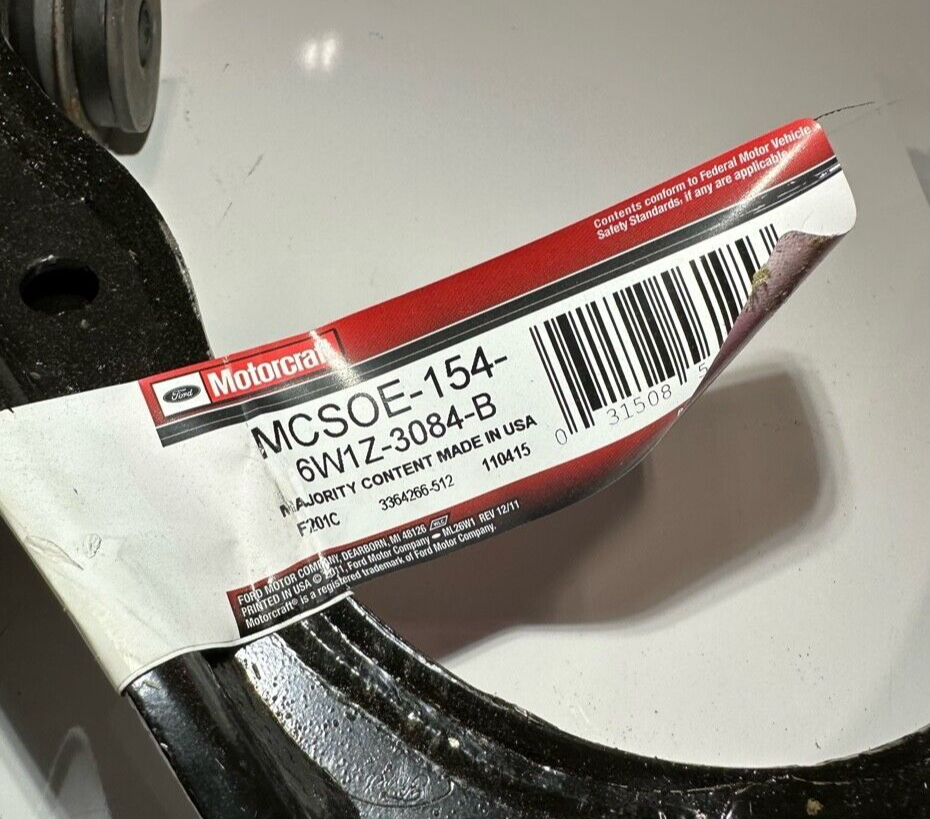 Contents conform to Federal Motor Vehicle
Safety Standards, if any are applicable.
Ford Motorcraft
MCSOE-154-
6W1Z-3084-B
MAJORITY CONTENT MADE IN USA
F201C 3364266-512 110415
0 31508 5
FORD MOTOR COMPANY, DEARBORN, MI 48126
PRINTED IN USA © 2011, Ford Motor Company – ML26W1 REV 12/11
Motorcraft® is a registered trademark of Ford Motor Company.